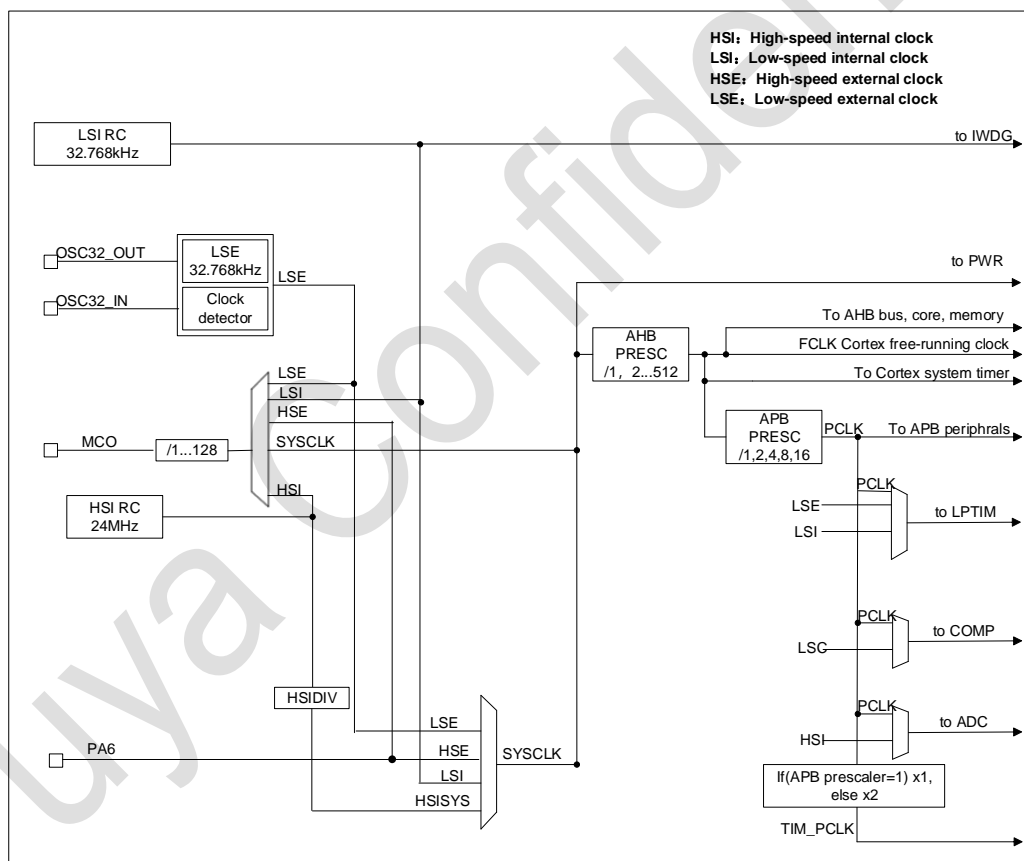 HSI：High-speed internal clock
LSI：Low-speed internal clock
HSE：High-speed external clock
LSE：Low-speed external clock
LSI RC
32.768kHz
to IWDG
OSC32_OUT
OSC32_IN
LSE
32.768kHz
Clock
detector
LSE
to PWR
AHB
PRESC
/1, 2...512
To AHB bus, core, memory
FCLK Cortex free-running clock
To Cortex system timer
LSE
LSI
HSE
SYSCLK
HSI
MCO
/1...128
APB
PRESC
/1,2,4,8,16
PCLK
To APB periphrals
HSI RC
24MHz
PCLK
LSE
LSI
to LPTIM
PCLK
LSC
to COMP
HSIDIV
PA6
LSE
HSE
LSI
HSISYS
SYSCLK
PCLK
HSI
to ADC
If(APB prescaler=1) x1,
else x2
TIM_PCLK
uya Confiden